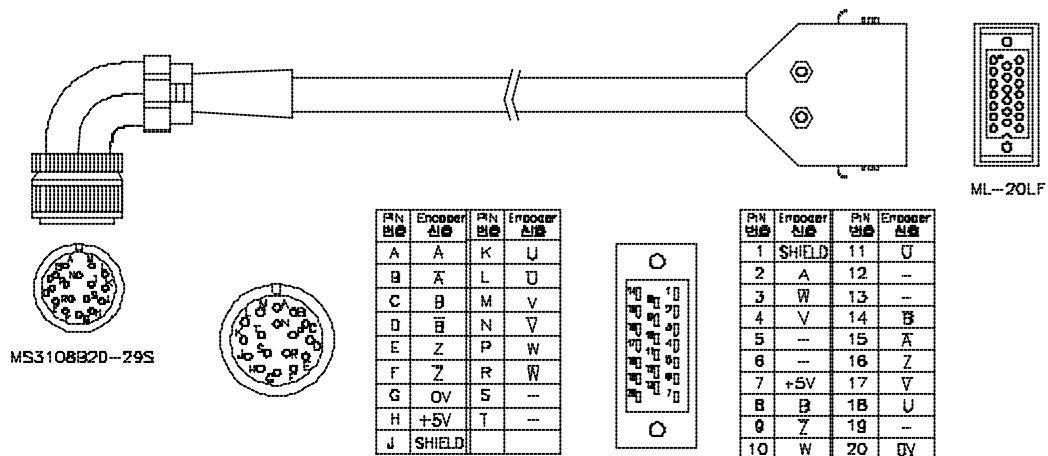 ML-20LF
MS3108B20-29S
PIN 번호 Encoder 신호 PIN 번호 Encoder 신호
A A K U
B A̅ L U̅
C B M V
D B̅ N V̅
E Z P W
F Z̅ R W̅
G 0V S --
H +5V T --
J SHIELD
PIN 번호 Encoder 신호 PIN 번호 Encoder 신호
1 SHIELD 11 U̅
2 A 12 --
3 W̅ 13 --
4 V 14 B̅
5 -- 15 A̅
6 -- 16 Z
7 +5V 17 V̅
8 B 18 U
9 Z̅ 19 --
10 W 20 0V